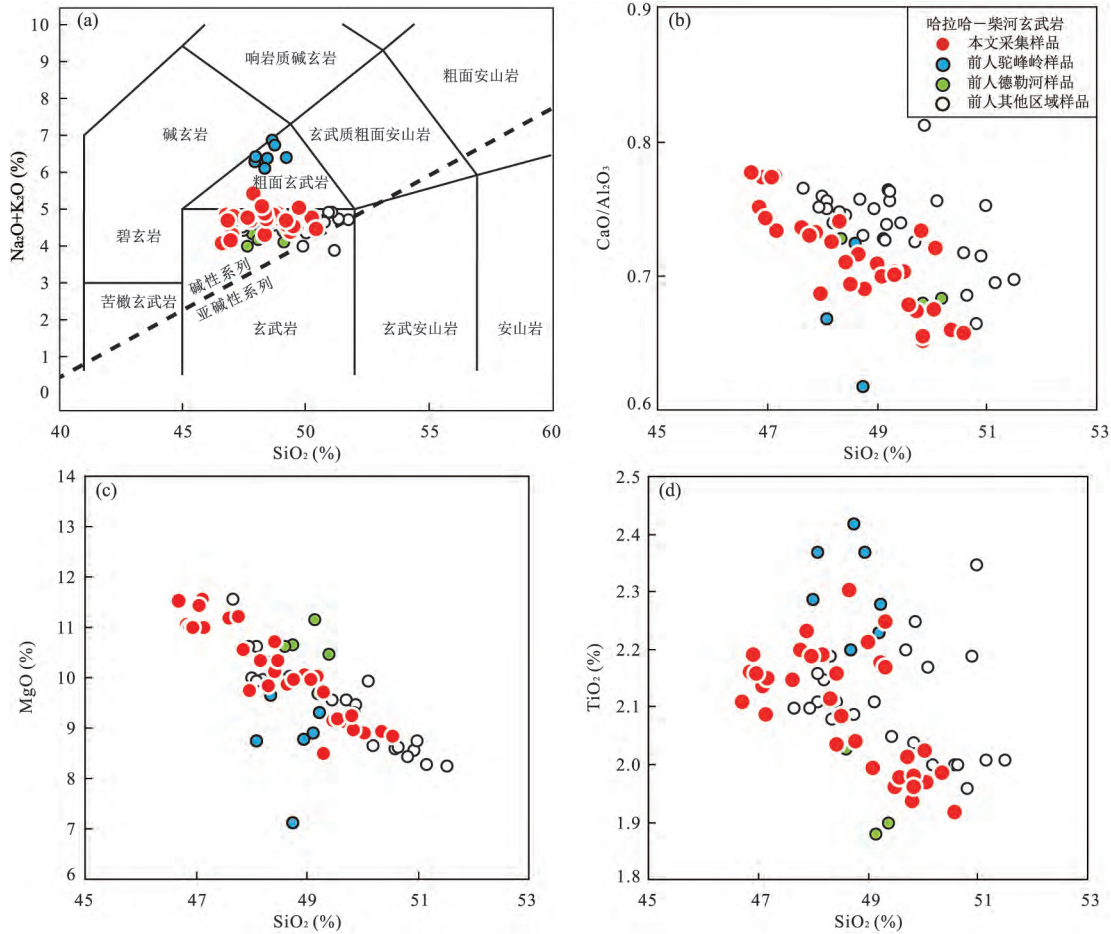 (a)
10
9
8
7
6
5
4
3
2
1
0
Na₂O+K₂O (%)
响岩质碱玄岩
粗面安山岩
碱玄岩
玄武质粗面安山岩
粗面玄武岩
碧玄岩
碱性系列
亚碱性系列
苦橄玄武岩
玄武岩
玄武安山岩
安山岩
40
45
50
55
60
SiO₂ (%)
(b)
0.9
0.8
0.7
0.6
CaO/Al₂O₃
哈拉哈－柴河玄武岩
本文采集样品
前人驼峰岭样品
前人德勒河样品
前人其他区域样品
45
47
49
51
53
SiO₂ (%)
(c)
14
13
12
11
10
9
8
7
6
MgO (%)
45
47
49
51
53
SiO₂ (%)
(d)
2.5
2.4
2.3
2.2
2.1
2.0
1.9
1.8
TiO₂ (%)
45
47
49
51
53
SiO₂ (%)